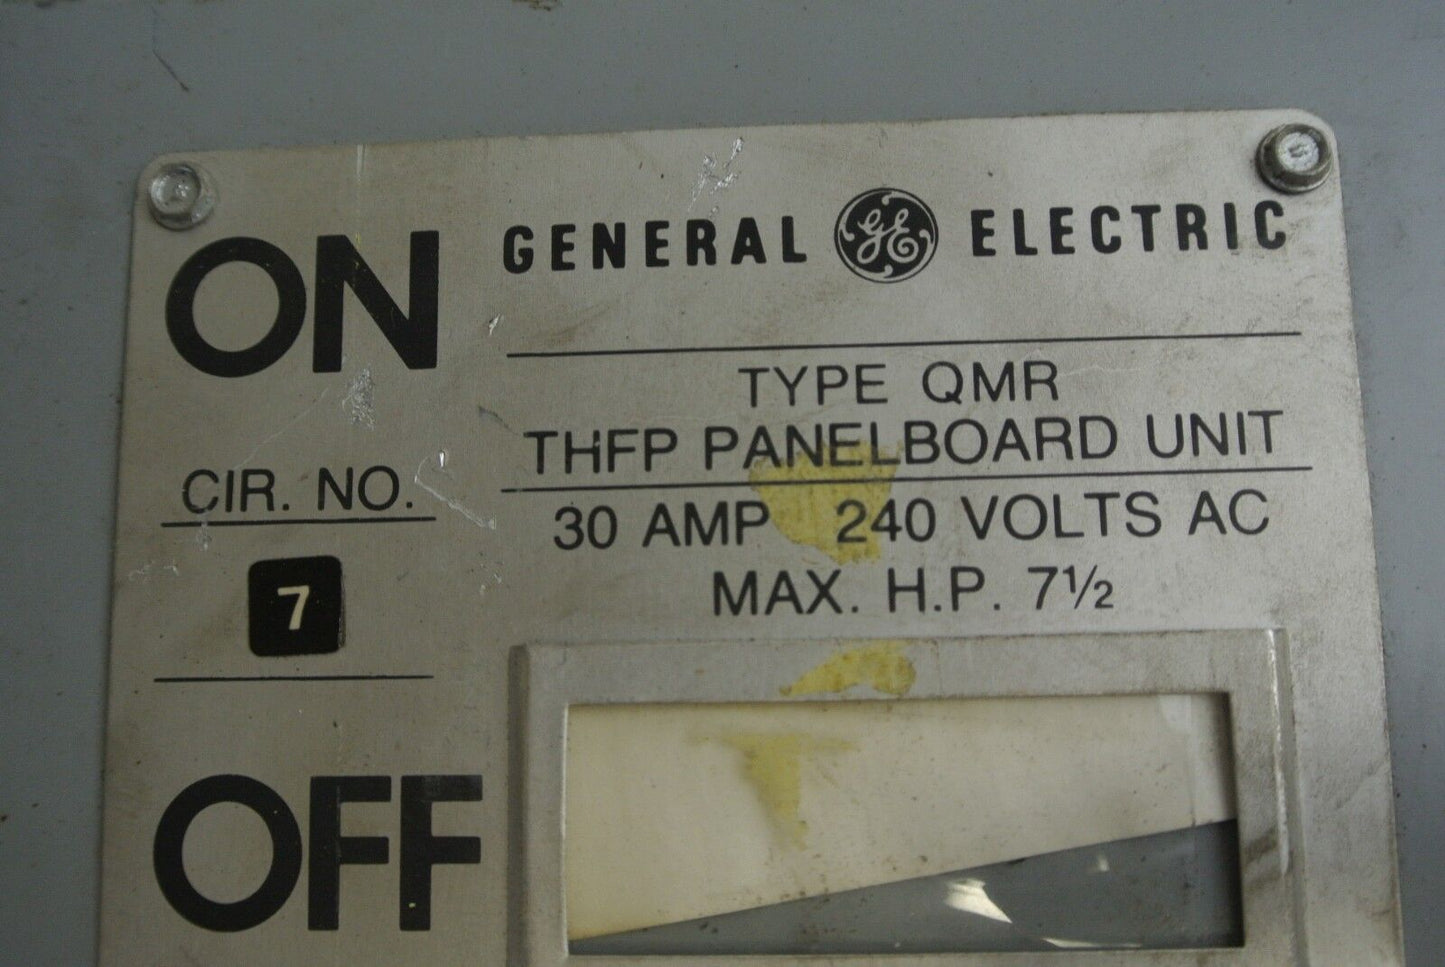 ON
GENERAL GE ELECTRIC
TYPE QMR
THFP PANELBOARD UNIT
30 AMP 240 VOLTS AC
MAX. H.P. 7½
CIR. NO.
7
OFF